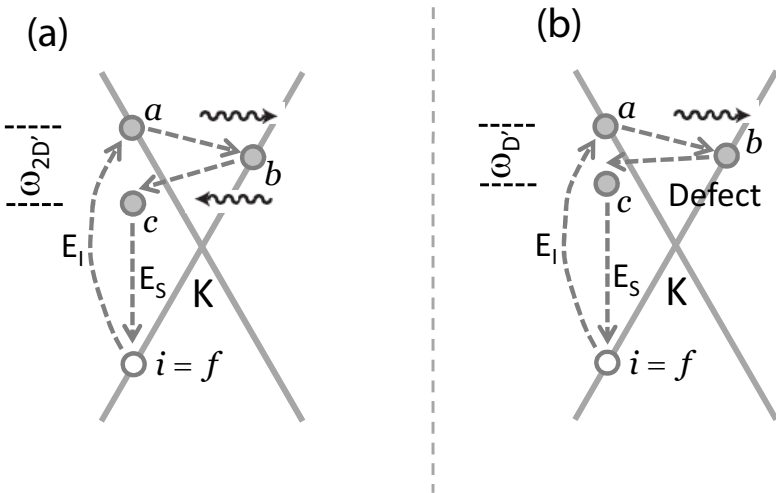 (a)
a
ω2D'
b
c
EI
ES
K
i = f
(b)
a
ωD'
b
Defect
c
EI
ES
K
i = f